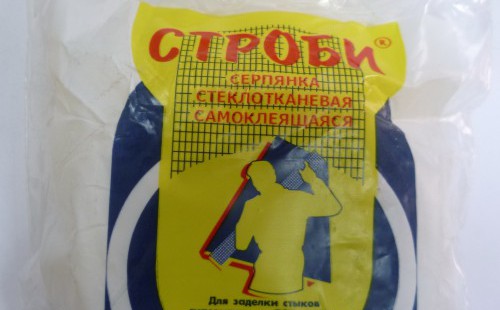 СТРОБИ®
СЕРПЯНКА
СТЕКЛОТКАНЕВАЯ
САМОКЛЕЯЩАЯСЯ
Для заделки стыков